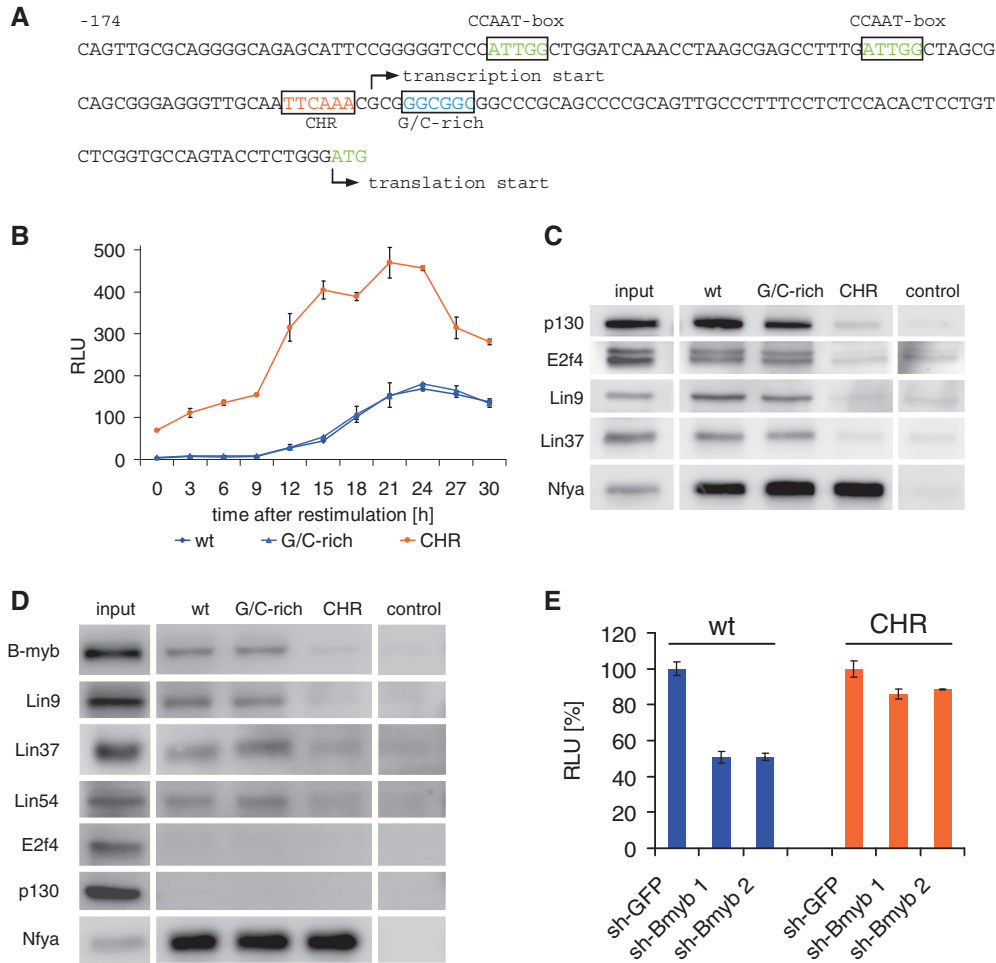 A
-174
CCAAT-box CCAAT-box
CAGTTGCGCAGGGGCAGAGCATTCCGGGGGTCCCATTGGCTGGATCAAACCTAAGCGAGCCTTTGATTGGCTAGCG
transcription start
CAGCGGGAGGGTTGCAATTCAAACGCGGGCGGCGGCCCGCAGCCCCGCAGTTGCCCTTTCCTCTCCACACTCCTGT
CHR G/C-rich
CTCGGTGCCAGTACCTCTGGGATG
translation start
B
500
400
300
200
100
0
RLU
0 3 6 9 12 15 18 21 24 27 30
time after restimulation [h]
wt G/C-rich CHR
C
input wt G/C-rich CHR control
p130
E2f4
Lin9
Lin37
Nfya
D
input wt G/C-rich CHR control
B-myb
Lin9
Lin37
Lin54
E2f4
p130
Nfya
E
wt CHR
120
100
80
60
40
20
0
RLU [%]
sh-GFP
sh-Bmyb 1
sh-Bmyb 2
sh-GFP
sh-Bmyb 1
sh-Bmyb 2